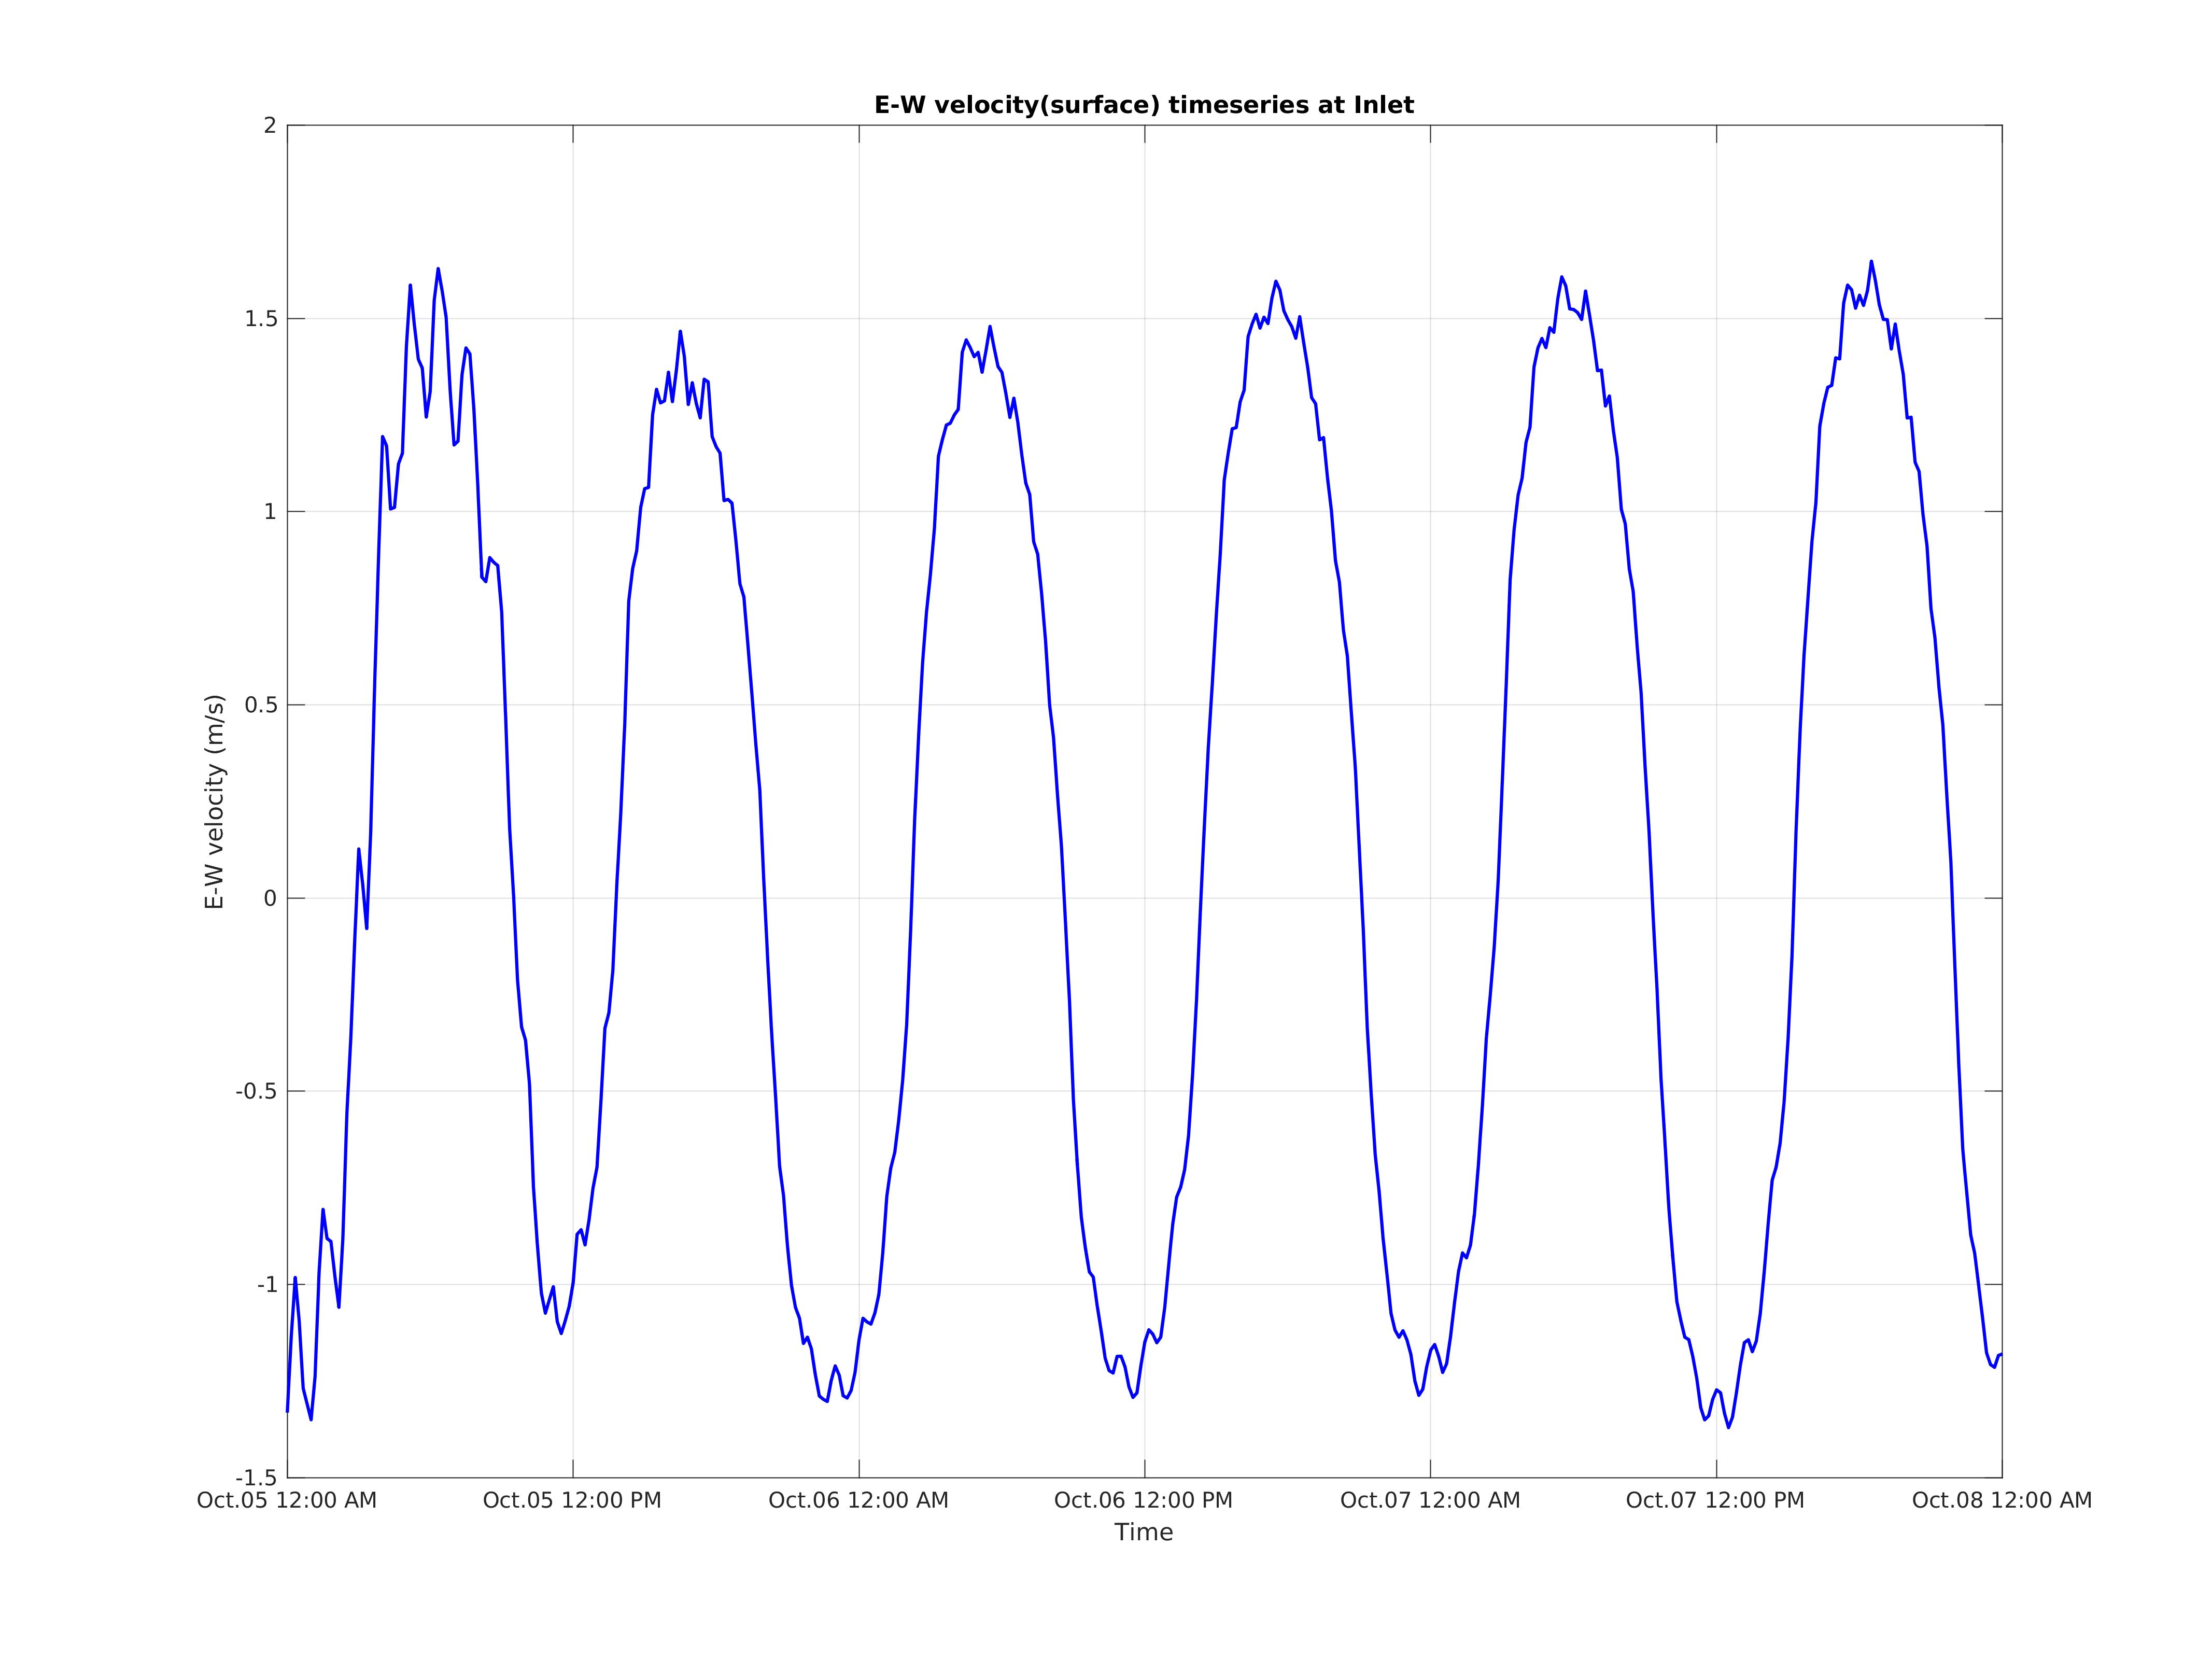 E-W velocity(surface) timeseries at Inlet
2
1.5
1
0.5
0
-0.5
-1
-1.5
E-W velocity (m/s)
Oct.05 12:00 AM Oct.05 12:00 PM Oct.06 12:00 AM Oct.06 12:00 PM Oct.07 12:00 AM Oct.07 12:00 PM Oct.08 12:00 AM
Time